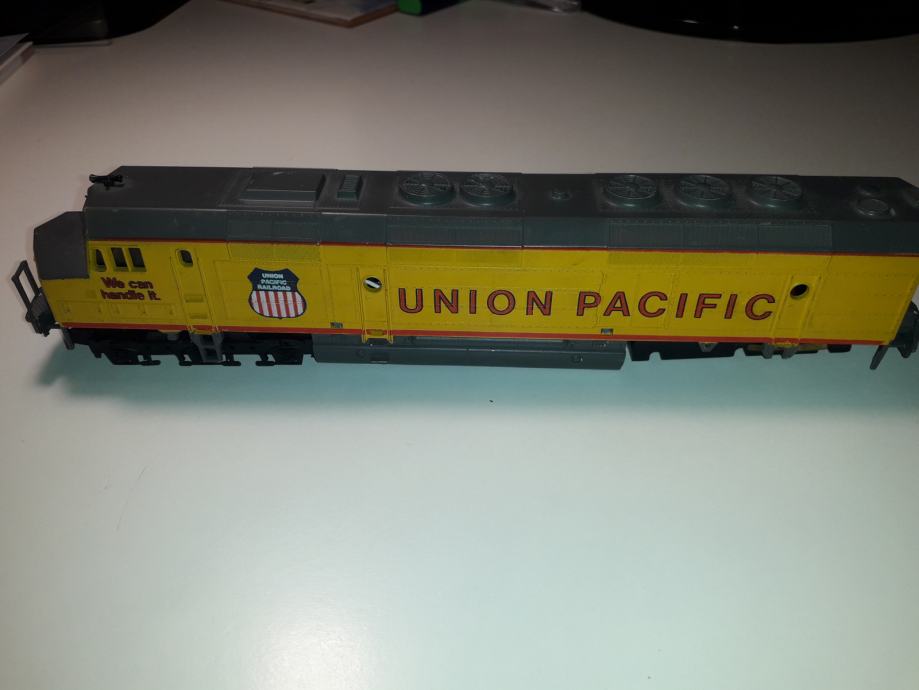 We can
handle it.
UNION
PACIFIC
RAILROAD
UNION PACIFIC